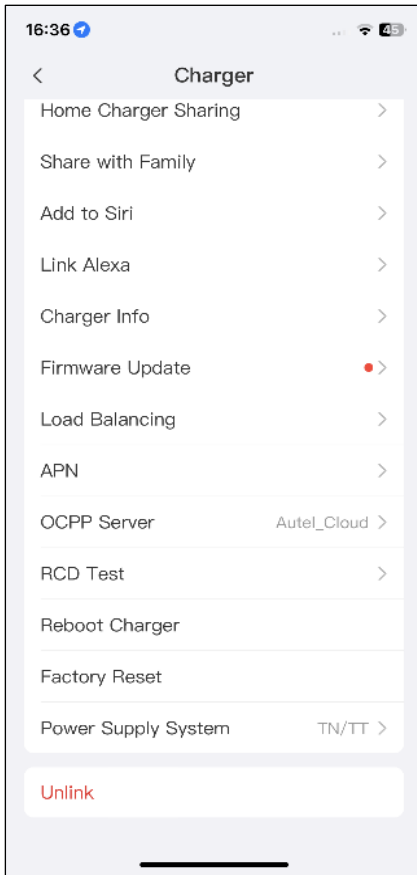 16:36
45
Charger
Home Charger Sharing
Share with Family
Add to Siri
Link Alexa
Charger Info
Firmware Update
Load Balancing
APN
OCPP Server Autel_Cloud
RCD Test
Reboot Charger
Factory Reset
Power Supply System TN/TT
Unlink